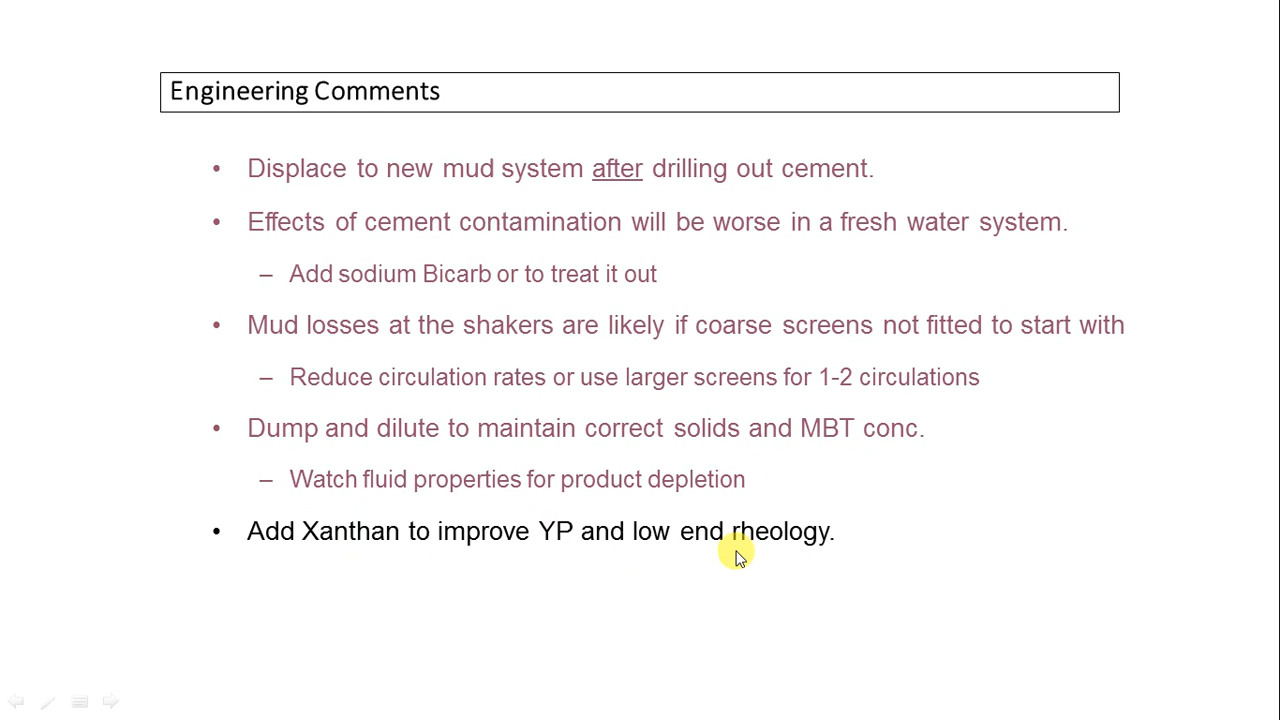 Engineering Comments
• Displace to new mud system after drilling out cement.
• Effects of cement contamination will be worse in a fresh water system.
– Add sodium Bicarb or to treat it out
• Mud losses at the shakers are likely if coarse screens not fitted to start with
– Reduce circulation rates or use larger screens for 1-2 circulations
• Dump and dilute to maintain correct solids and MBT conc.
– Watch fluid properties for product depletion
• Add Xanthan to improve YP and low end rheology.